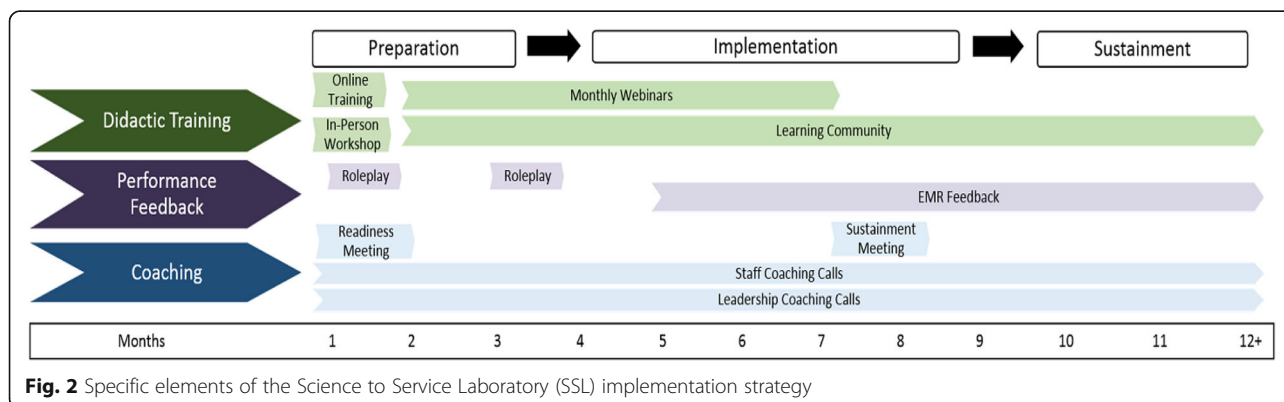 Preparation
Implementation
Sustainment
Didactic Training
Online
Training
Monthly Webinars
In-Person
Workshop
Learning Community
Performance
Feedback
Roleplay
Roleplay
EMR Feedback
Coaching
Readiness
Meeting
Sustainment
Meeting
Staff Coaching Calls
Leadership Coaching Calls
Months 1 2 3 4 5 6 7 8 9 10 11 12+
Fig. 2 Specific elements of the Science to Service Laboratory (SSL) implementation strategy